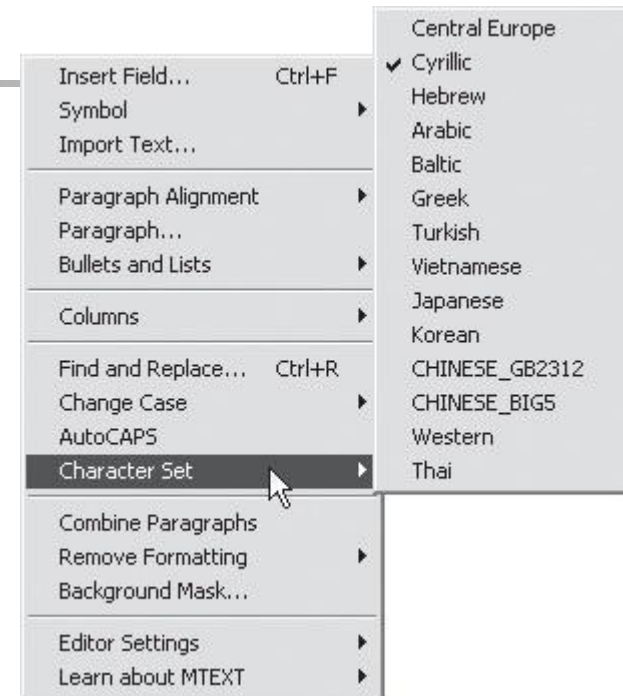 Insert Field... Ctrl+F
Symbol
Import Text...
Paragraph Alignment
Paragraph...
Bullets and Lists
Columns
Find and Replace... Ctrl+R
Change Case
AutoCAPS
Character Set
Combine Paragraphs
Remove Formatting
Background Mask...
Editor Settings
Learn about MTEXT
Central Europe
Cyrillic
Hebrew
Arabic
Baltic
Greek
Turkish
Vietnamese
Japanese
Korean
CHINESE_GB2312
CHINESE_BIG5
Western
Thai